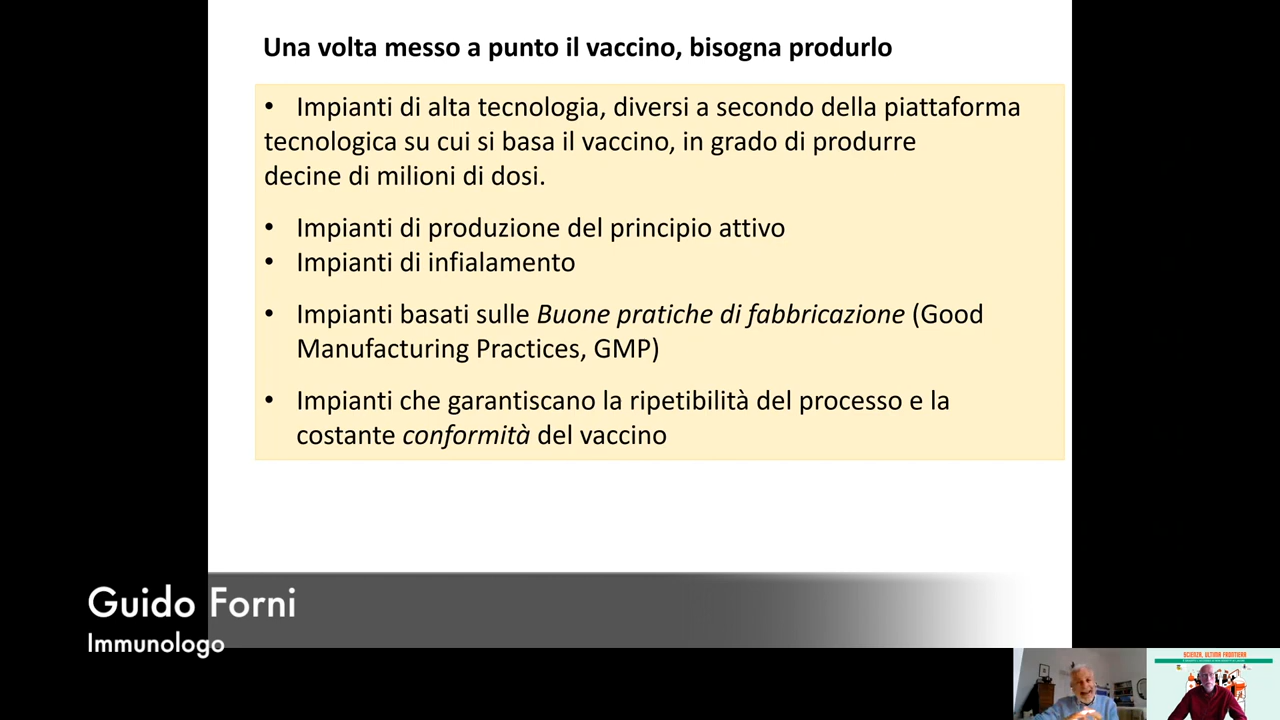 Una volta messo a punto il vaccino, bisogna produrlo
• Impianti di alta tecnologia, diversi a secondo della piattaforma
tecnologica su cui si basa il vaccino, in grado di produrre
decine di milioni di dosi.
• Impianti di produzione del principio attivo
• Impianti di infialamento
• Impianti basati sulle Buone pratiche di fabbricazione (Good
Manufacturing Practices, GMP)
• Impianti che garantiscano la ripetibilità del processo e la
costante conformità del vaccino
Guido Forni
Immunologo
SCIENZA, ULTIMA FRONTIERA